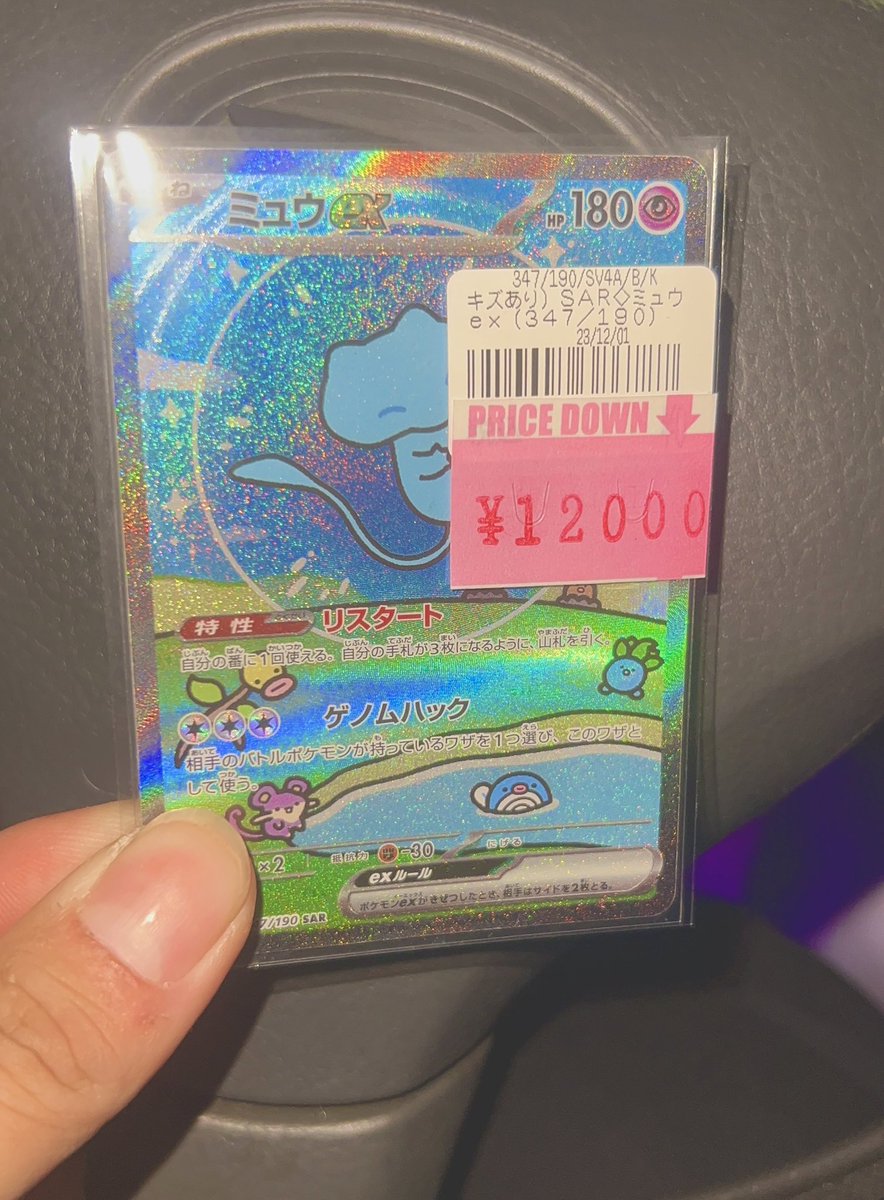 ね
ミュウex HP 180
347/190/SV4A/B/K
キズあり) SAR◇ミュウ
ex (347/190)
23/12/01
PRICE DOWN
¥12000
特性 リスタート
自分の番に1回使える。自分の手札が3枚になるように、山札を引く。
ゲノムハック
相手のバトルポケモンが持っているワザを1つ選び、このワザと
して使う。
×2 抵抗力 -30 にげる
exルール
ポケモンexがきぜつしたとき、相手はサイドを2枚とる。
7/190 SAR